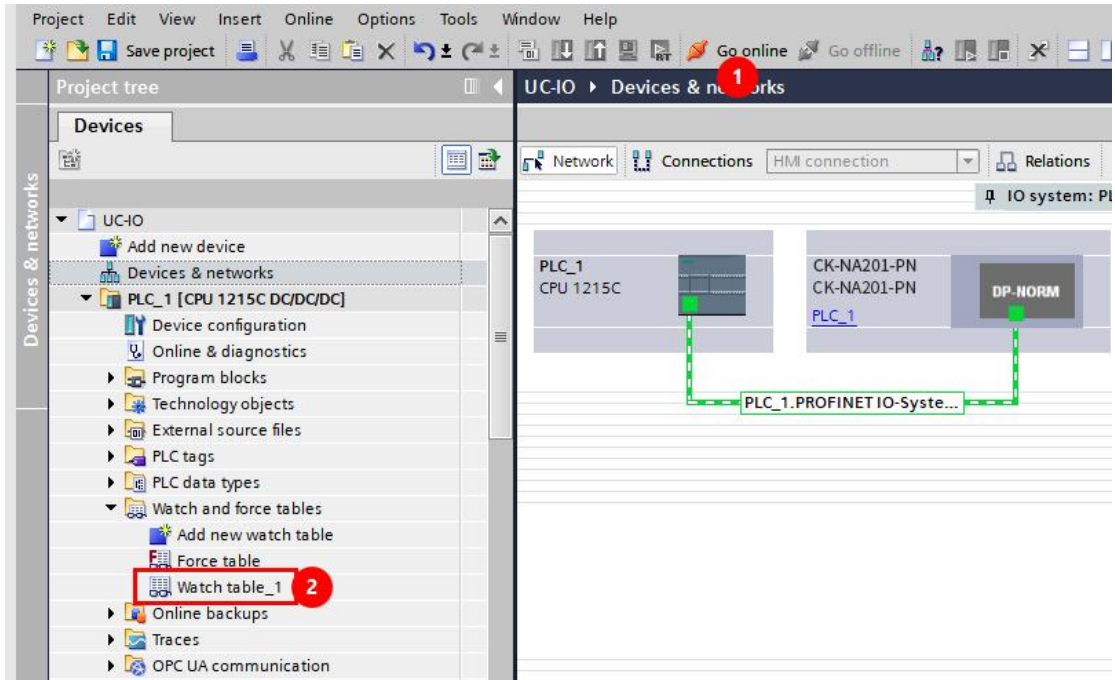 Project Edit View Insert Online Options Tools Window Help
Save project Go online Go offline
1
Project tree
UC-IO ▸ Devices & networks
Devices
Network Connections HMI connection Relations
IO system: PL
Devices & networks
UC-IO
Add new device
Devices & networks
PLC_1 [CPU 1215C DC/DC/DC]
Device configuration
Online & diagnostics
Program blocks
Technology objects
External source files
PLC tags
PLC data types
Watch and force tables
Add new watch table
Force table
Watch table_1 2
Online backups
Traces
OPC UA communication
PLC_1
CPU 1215C
CK-NA201-PN
CK-NA201-PN
PLC_1
DP-NORM
PLC_1.PROFINET IO-Syste...